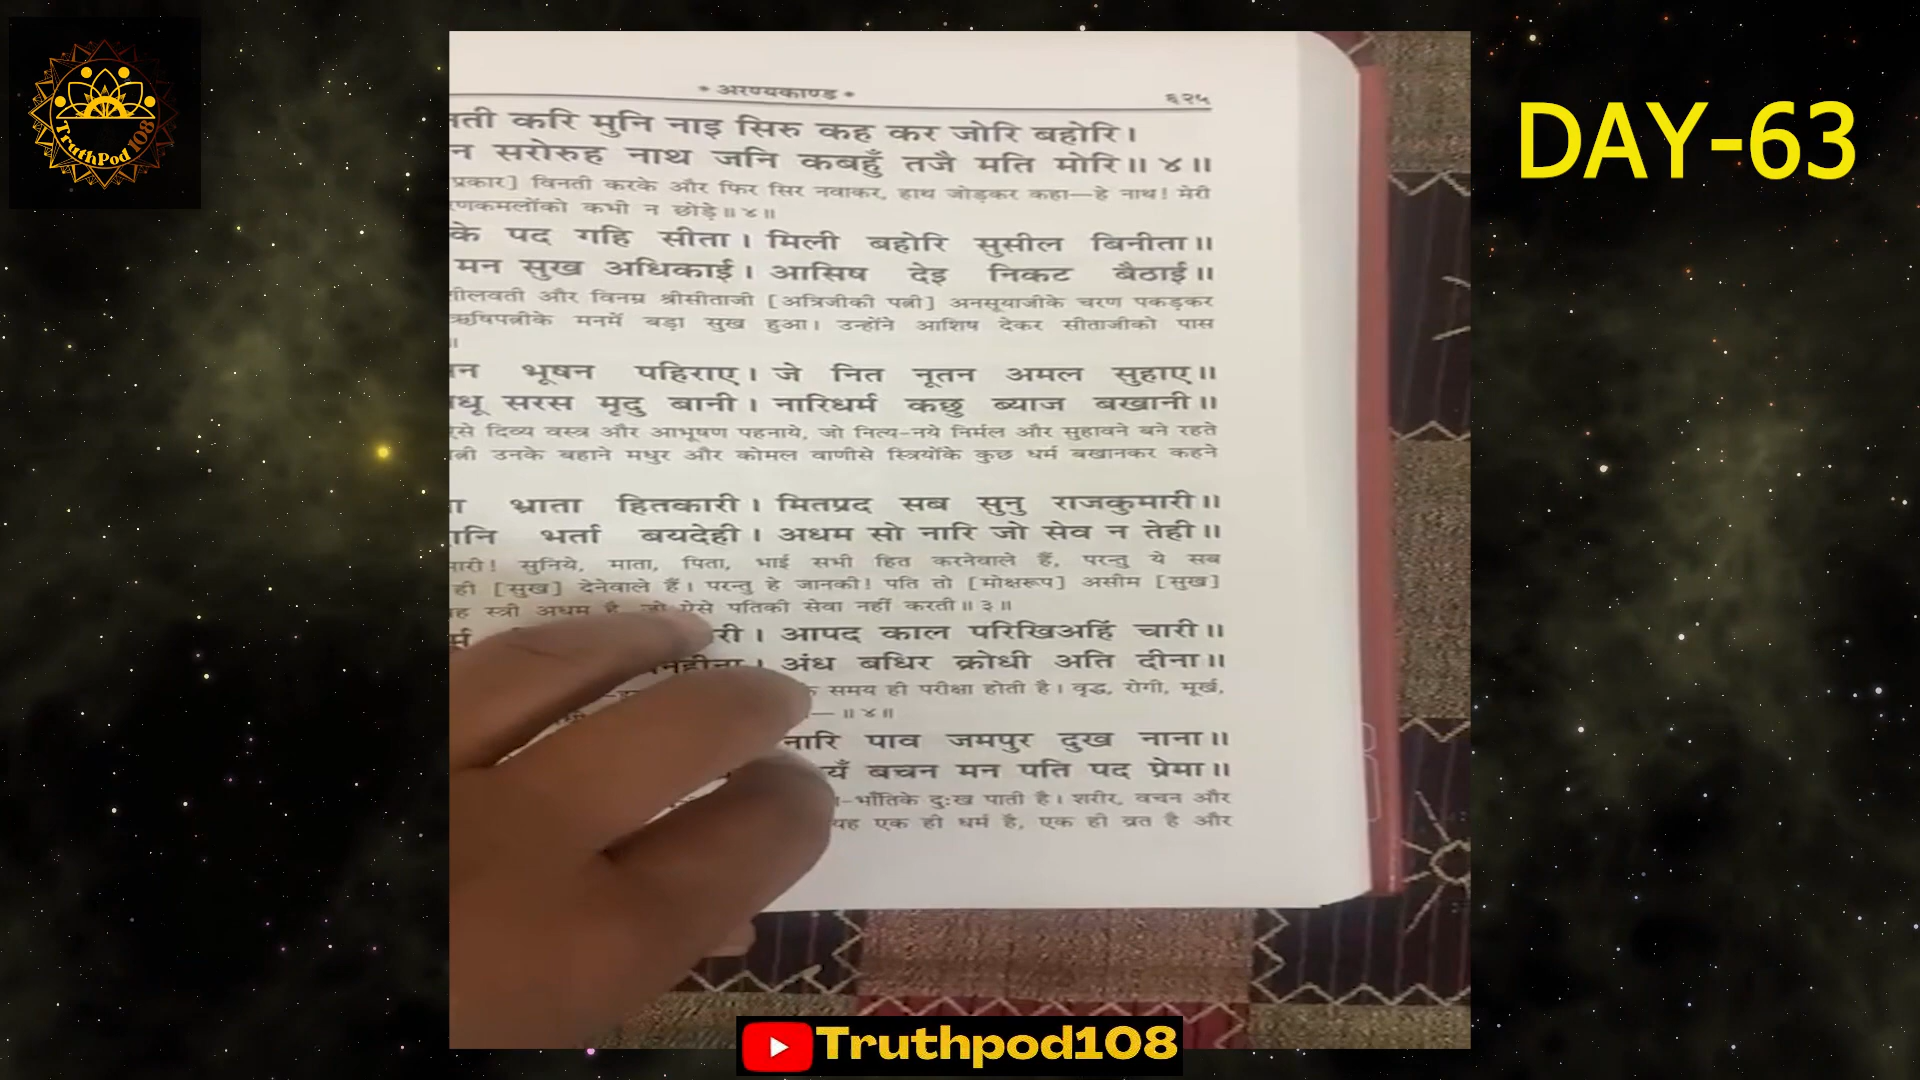 TruthPod 108
DAY-63
* अरण्यकाण्ड *
६२५
करि मुनि नाइ सिरु कह कर जोरि बहोरि।
सरोरुह नाथ जनि कबहुँ तजै मति मोरि॥ ४॥
प्रकार] विनती करके और फिर सिर नवाकर, हाथ जोड़कर कहा—हे नाथ! मेरी
कभी न छोड़े॥ ४॥
के पद गहि सीता। मिली बहोरि सुसील बिनीता॥
मन सुख अधिकाई। आसिष देइ निकट बैठाई॥
और विनम्र श्रीसीताजी [अत्रिजीकी पत्नी] अनसूयाजीके चरण पकड़कर
ऋषिपत्नीके मनमें बड़ा सुख हुआ। उन्होंने आशिष देकर सीताजीको पास
॥
भूषन पहिराए। जे नित नूतन अमल सुहाए॥
सरस मृदु बानी। नारिधर्म कछु ब्याज बखानी॥
दिव्य वस्त्र और आभूषण पहनाये, जो नित्य-नये निर्मल और सुहावने बने रहते
उनके बहाने मधुर और कोमल वाणीसे स्त्रियोंके कुछ धर्म बखानकर कहने
भ्राता हितकारी। मितप्रद सब सुनु राजकुमारी॥
भर्ता बयदेही। अधम सो नारि जो सेव न तेही॥
सुनिये, माता, पिता, भाई सभी हित करनेवाले हैं, परन्तु ये सब
ही [सुख] देनेवाले हैं। परन्तु हे जानकी! पति तो [मोक्षरूप] असीम [सुख]
स्त्री अधम है, जो ऐसे पतिकी सेवा नहीं करती॥ ३॥
आपद काल परिखिअहिं चारी॥
अंध बधिर क्रोधी अति दीना॥
समय ही परीक्षा होती है। वृद्ध, रोगी, मूर्ख,
— ॥ ४॥
नारि पाव जमपुर दुख नाना॥
बचन मन पति पद प्रेमा॥
दुःख पाती है। शरीर, वचन और
यह एक ही धर्म है, एक ही व्रत है और
Truthpod108